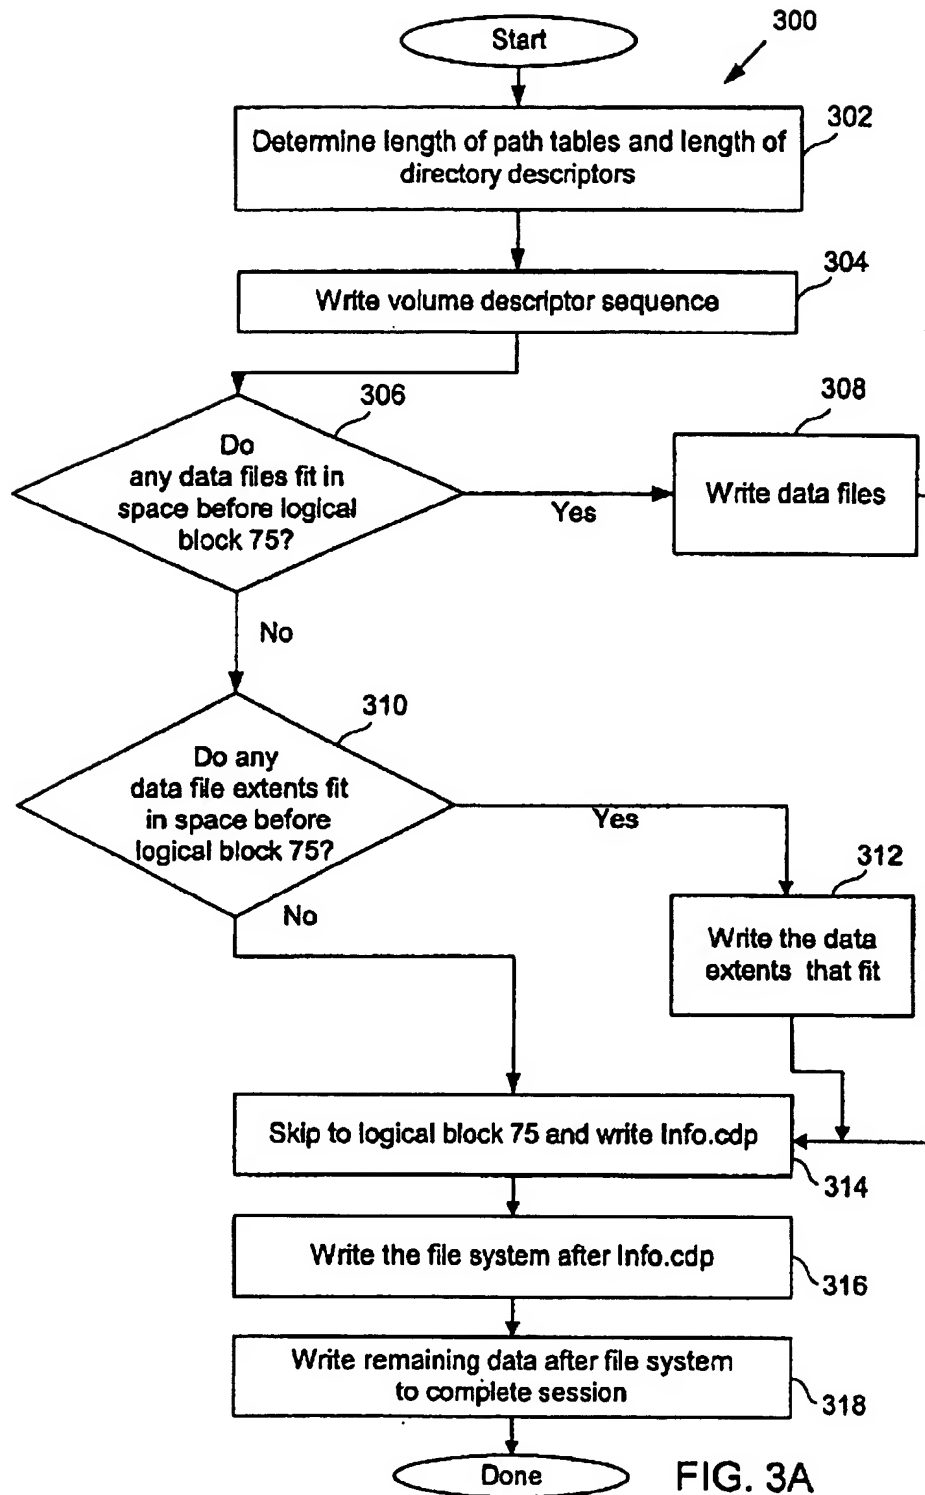 Start
300
302
Determine length of path tables and length of
directory descriptors
304
Write volume descriptor sequence
306
Do
any data files fit in
space before logical
block 75?
Yes
308
Write data files
No
310
Do any
data file extents fit
in space before
logical block 75?
Yes
312
Write the data
extents that fit
No
Skip to logical block 75 and write Info.cdp
314
Write the file system after Info.cdp
316
Write remaining data after file system
to complete session
318
Done
FIG. 3A